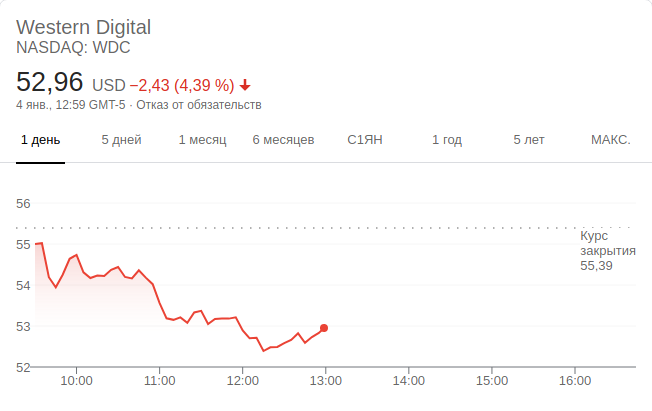 Western Digital
NASDAQ: WDC
52,96 USD −2,43 (4,39 %)
4 янв., 12:59 GMT-5 · Отказ от обязательств
1 день 5 дней 1 месяц 6 месяцев С1ЯН 1 год 5 лет МАКС.
56
Курс
55
закрытия
55,39
54
53
52
10:00 11:00 12:00 13:00 14:00 15:00 16:00